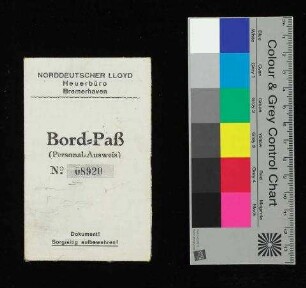 NORDDEUTSCHER LLOYD
Heuerbüro
Bremerhaven
Bord-Paß
(Personal-Ausweis)
Nº 08920
Dokument!
Sorgfältig aufbewahren!
Colour & Grey Control Chart